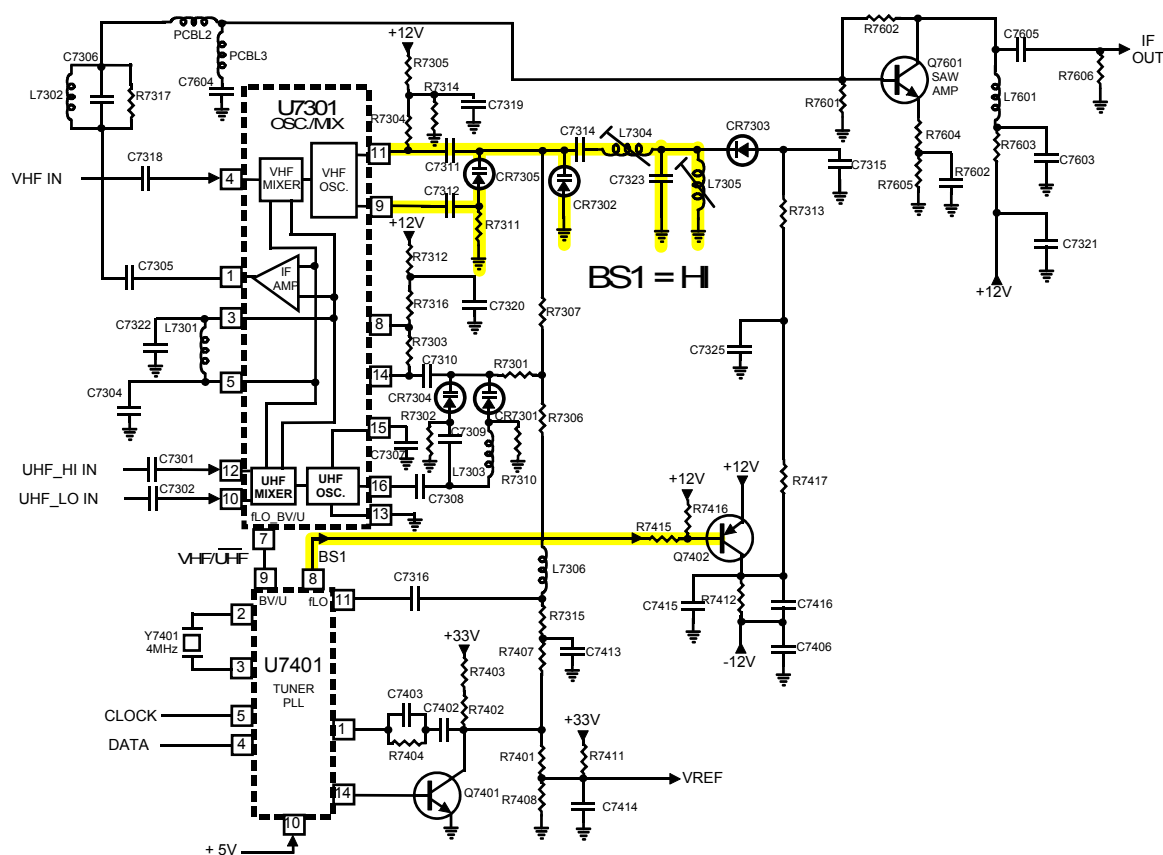 PCBL2
+12V
R7602
C7306
PCBL3
R7305
C7605
IF
OUT
C7604
R7314
Q7601
SAW
AMP
L7302
R7317
U7301
OSC/MIX
C7319
R7606
R7304
R7601
L7601
C7314
L7304
CR7303
R7604
C7318
11
C7311
C7315
R7603
C7603
VHF IN
4
VHF
MIXER
VHF
OSC.
CR7305
C7323
L7305
R7605
R7602
C7312
CR7302
9
R7311
R7313
+12V
C7321
C7305
R7312
BS1 = HI
1
IF
AMP
+12V
R7316
C7320
R7307
C7322
L7301
3
8
R7303
C7325
C7310
R7301
5
14
C7304
CR7304
CR7301
R7306
R7302
C7309
15
C7307
L7303
R7310
+12V
+12V
R7417
UHF_HI IN
C7301
12
UHF
MIXER
UHF
OSC.
16
C7308
UHF_LO IN
C7302
10
R7416
fLO_BV/U
13
R7415
7
VHF/UHF
BS1
Q7402
9
8
C7316
L7306
BV/U
fLO
11
C7415
R7412
C7416
2
R7315
Y7401
4MHz
+33V
R7407
C7413
-12V
C7406
3
U7401
R7403
TUNER
PLL
C7403
C7402
R7402
+33V
CLOCK
5
1
DATA
4
R7404
R7401
R7411
VREF
14
Q7401
R7408
C7414
10
+ 5V